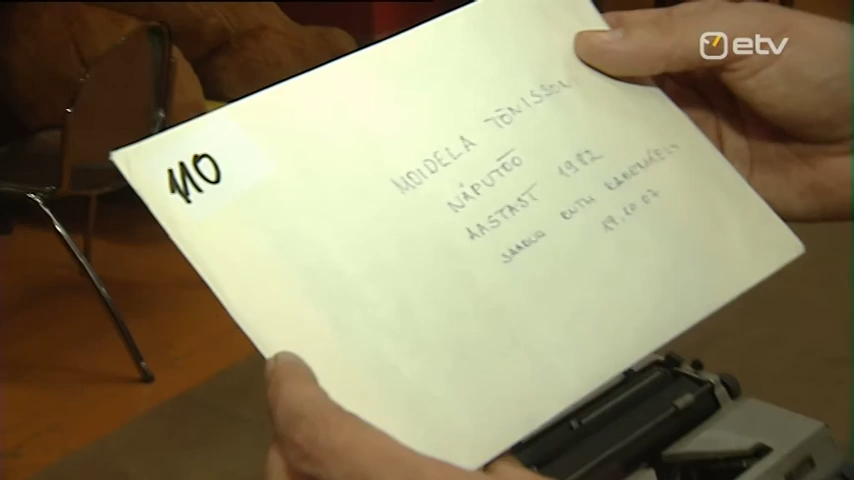 etv
110
MOIDELA TÕNISSON
NÄPUTÖÖ
AASTAST 1982
SAADUD RUTH
19.10.07